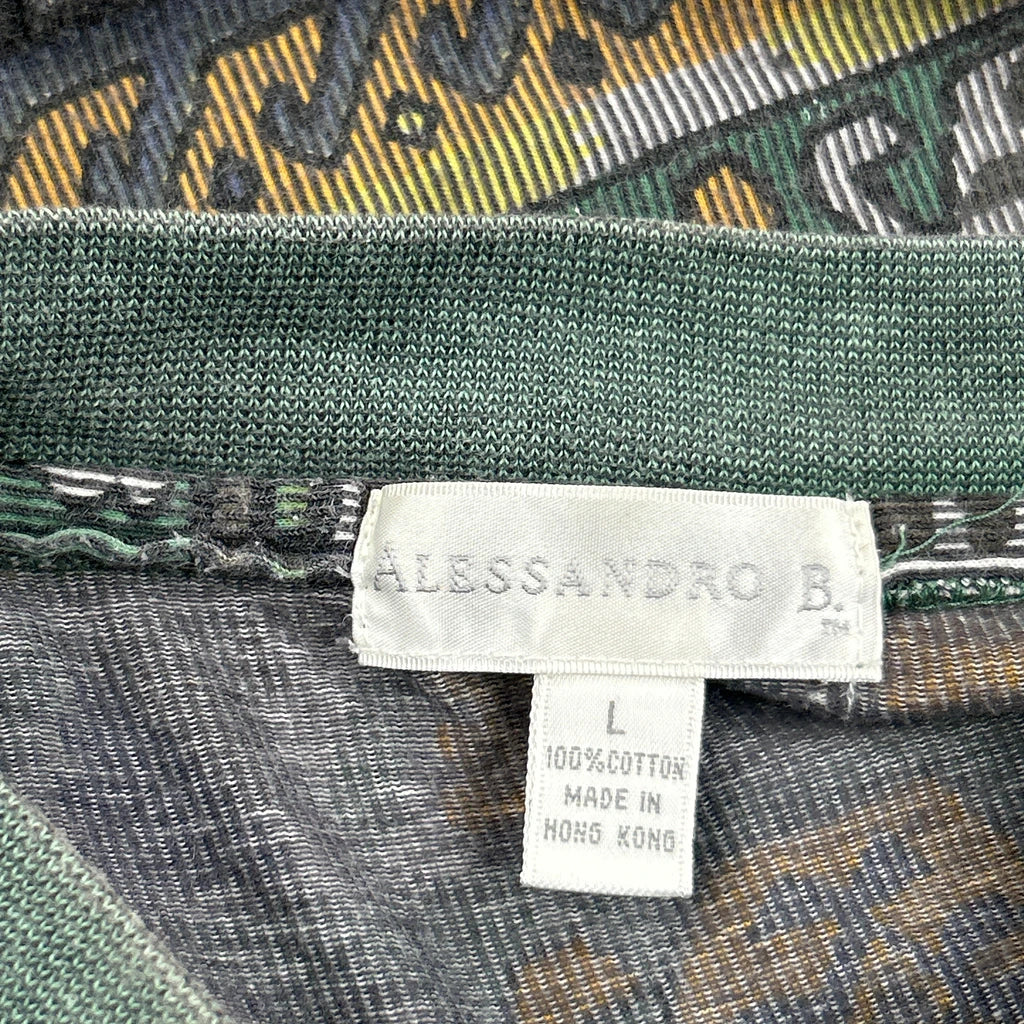 ALESSANDRO B.
TM
L
100%COTTON
MADE IN
HONG KONG